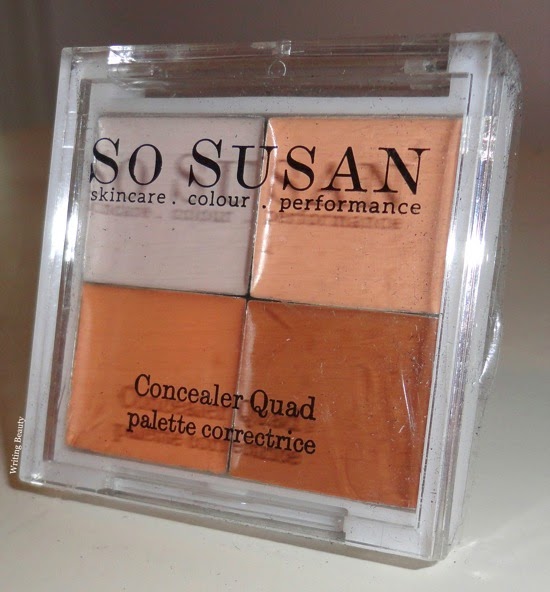 SO SUSAN
skincare . colour . performance
Concealer Quad
palette correctrice
Writing Beauty